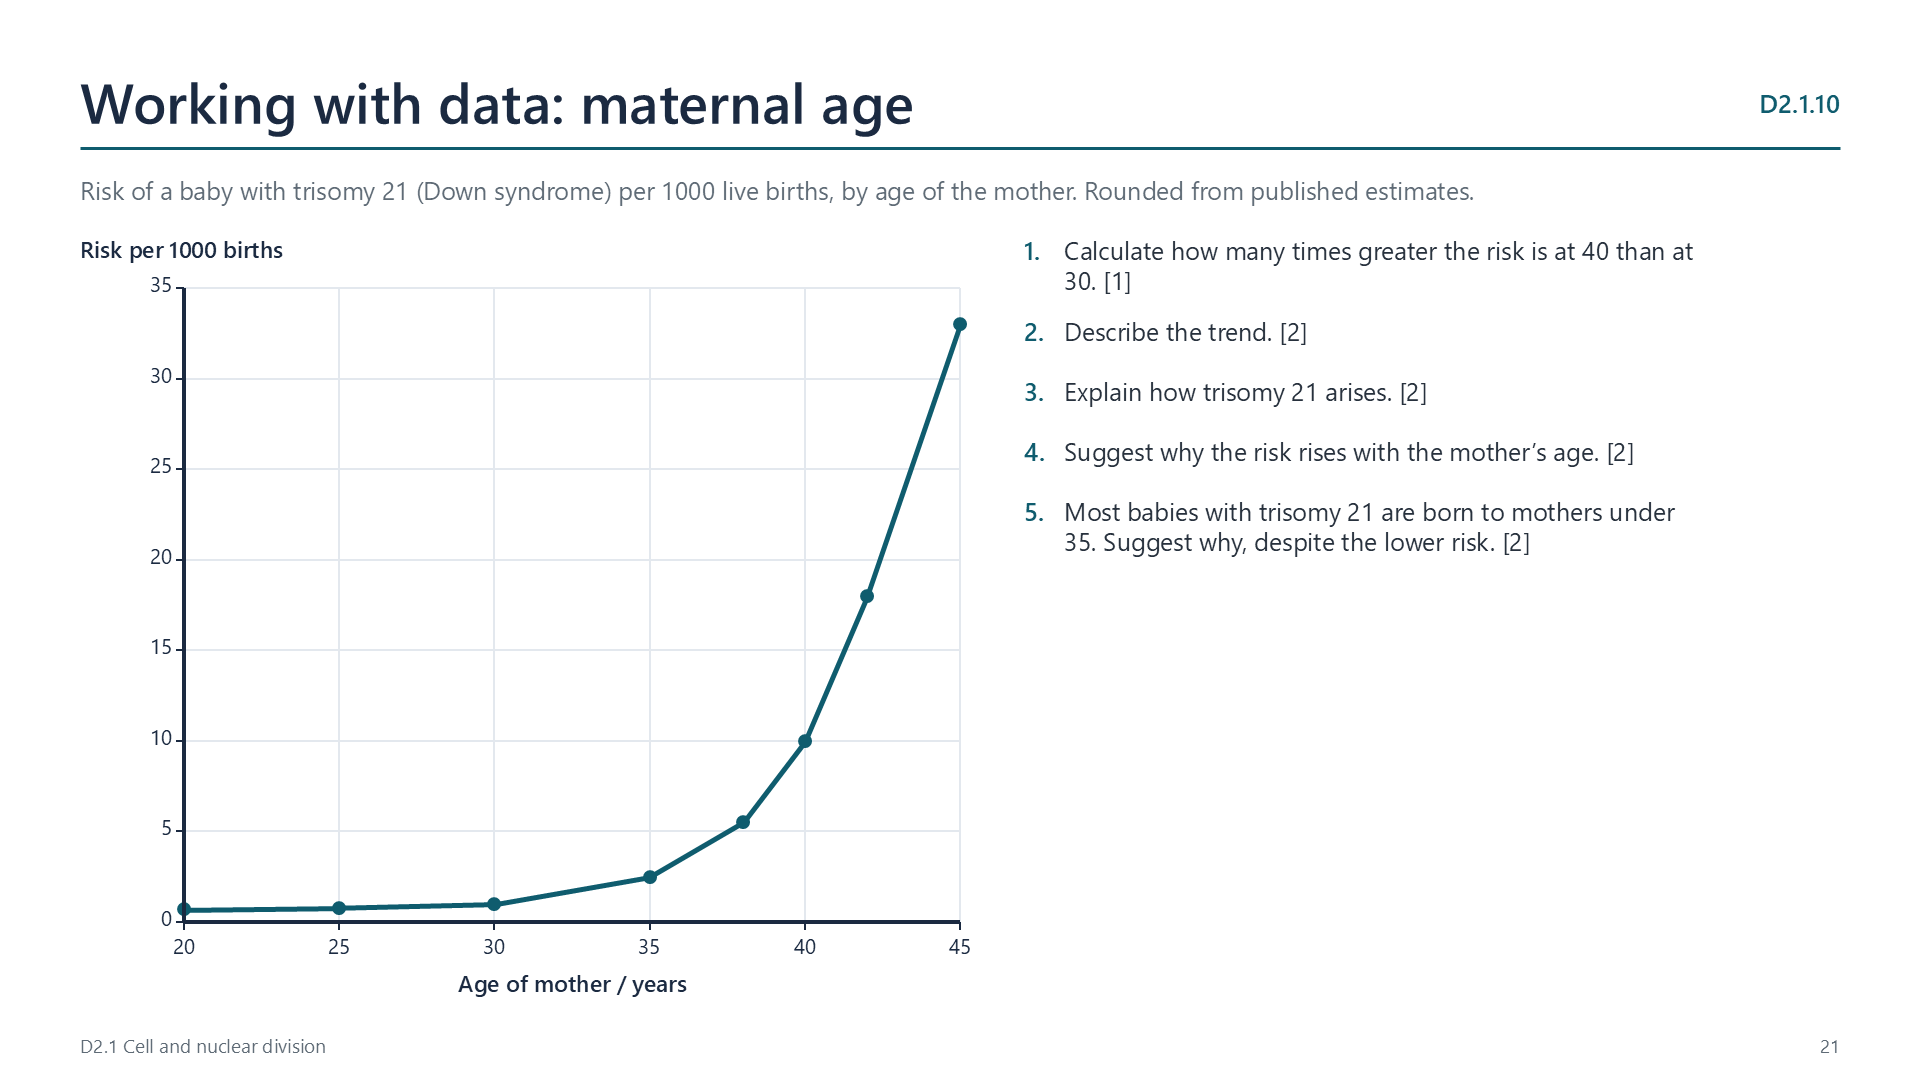 Working with data: maternal age
D2.1.10
Risk of a baby with trisomy 21 (Down syndrome) per 1000 live births, by age of the mother. Rounded from published estimates.
Risk per 1000 births
35
30
25
20
15
10
5
0
20 25 30 35 40 45
Age of mother / years
1. Calculate how many times greater the risk is at 40 than at
30. [1]
2. Describe the trend. [2]
3. Explain how trisomy 21 arises. [2]
4. Suggest why the risk rises with the mother’s age. [2]
5. Most babies with trisomy 21 are born to mothers under
35. Suggest why, despite the lower risk. [2]
D2.1 Cell and nuclear division
21